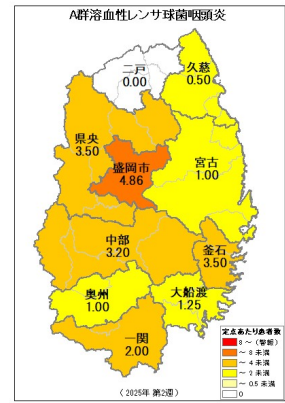 A群溶血性レンサ球菌咽頭炎
二戸
0.00
久慈
0.50
県央
3.50
盛岡市
4.86
宮古
1.00
中部
3.20
釜石
3.50
奥州
1.00
大船渡
1.25
一関
2.00
定点あたり患者数
8 ～ (警報)
～ 8 未満
～ 4 未満
～ 2 未満
～ 0.5 未満
0
（2025年 第2週）